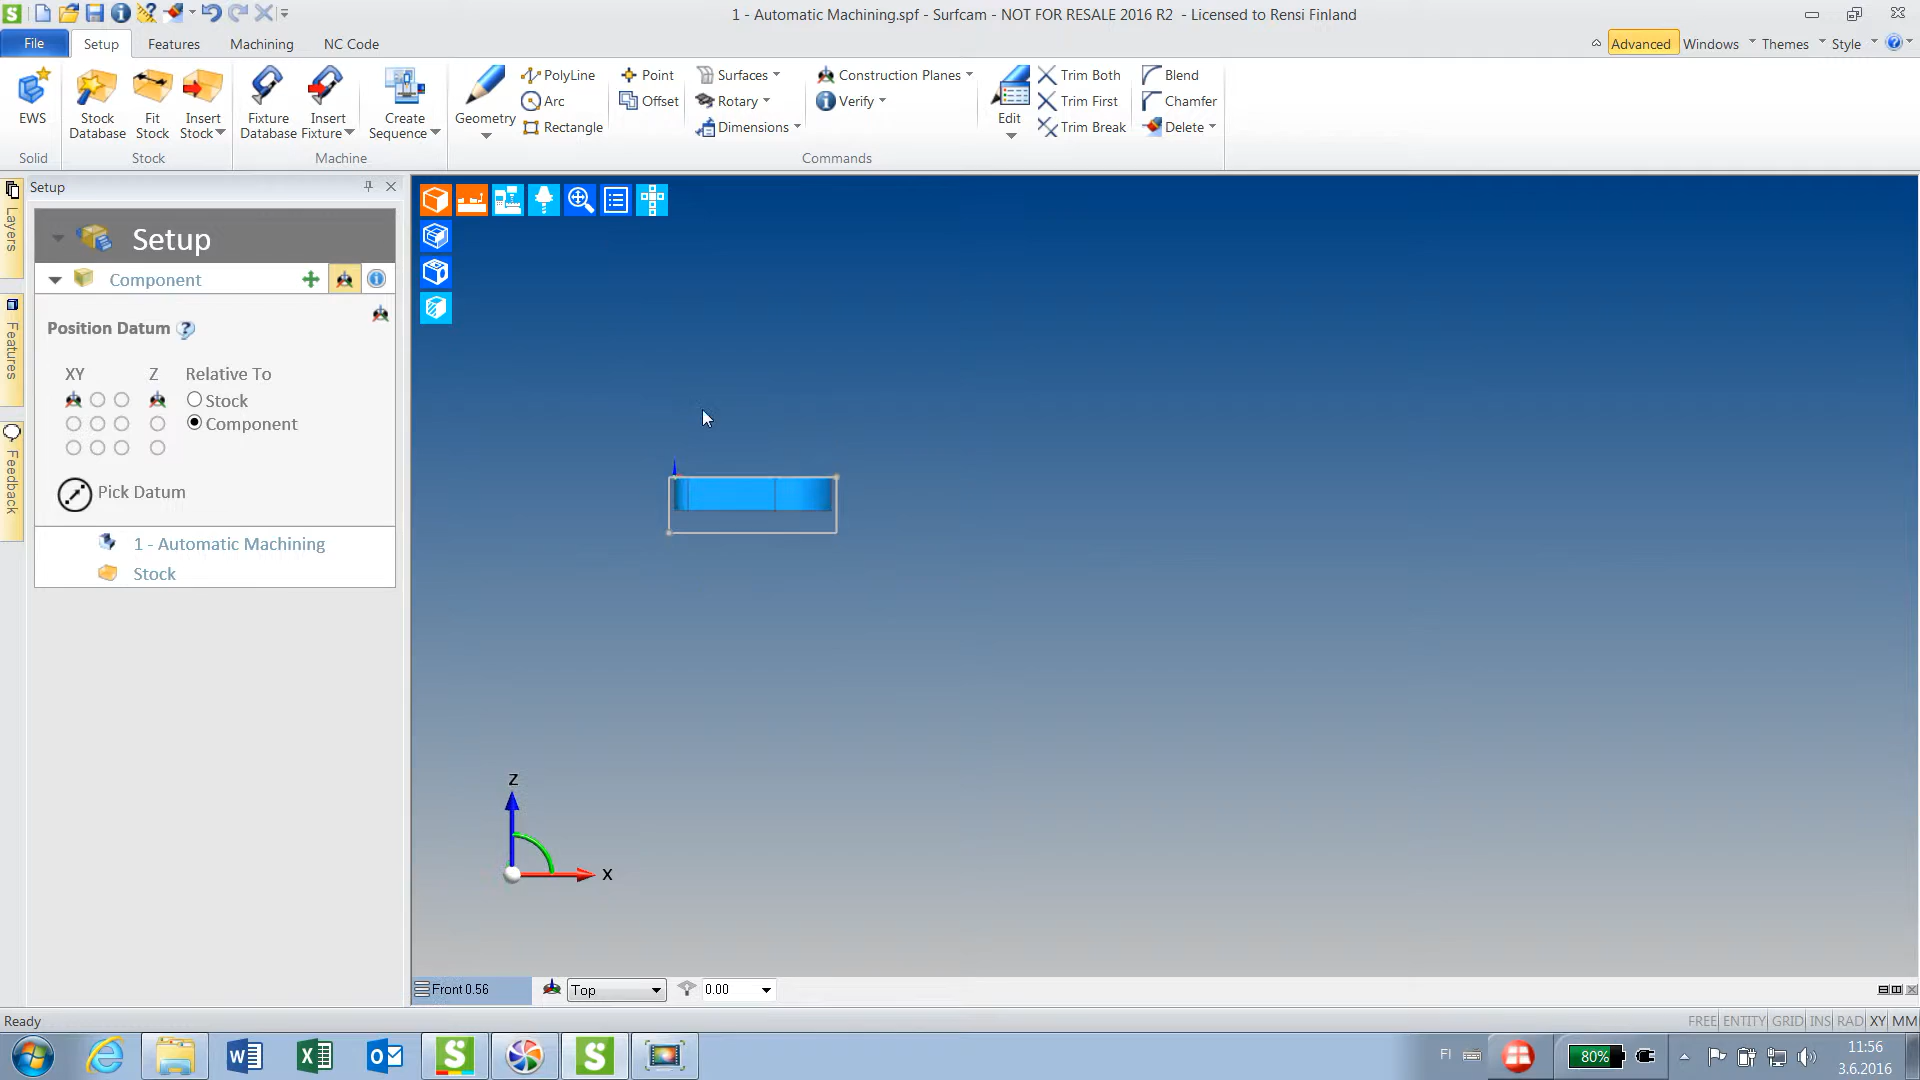 1 - Automatic Machining.spf - Surfcam - NOT FOR RESALE 2016 R2 - Licensed to Rensi Finland
File Setup Features Machining NC Code Advanced Windows Themes Style
EWS
Stock Database
Fit Stock
Insert Stock
Fixture Database
Insert Fixture
Create Sequence
Geometry
PolyLine
Arc
Rectangle
Point
Offset
Surfaces
Rotary
Dimensions
Construction Planes
Verify
Edit
Trim Both
Trim First
Trim Break
Blend
Chamfer
Delete
Solid Stock Machine Commands
Setup
Layers
Features
Feedback
Setup
Component
Position Datum
XY Z Relative To
Stock
Component
Pick Datum
1 - Automatic Machining
Stock
Z
X
Front 0.56 Top 0.00
Ready FREE ENTITY GRID INS RAD XY MM
FI 80% 11:56
3.6.2016